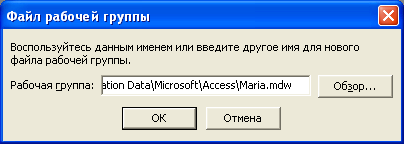 Файл рабочей группы
Воспользуйтесь данным именем или введите другое имя для нового
файла рабочей группы.
Рабочая группа: ation Data\Microsoft\Access\Maria.mdw Обзор...
ОК Отмена